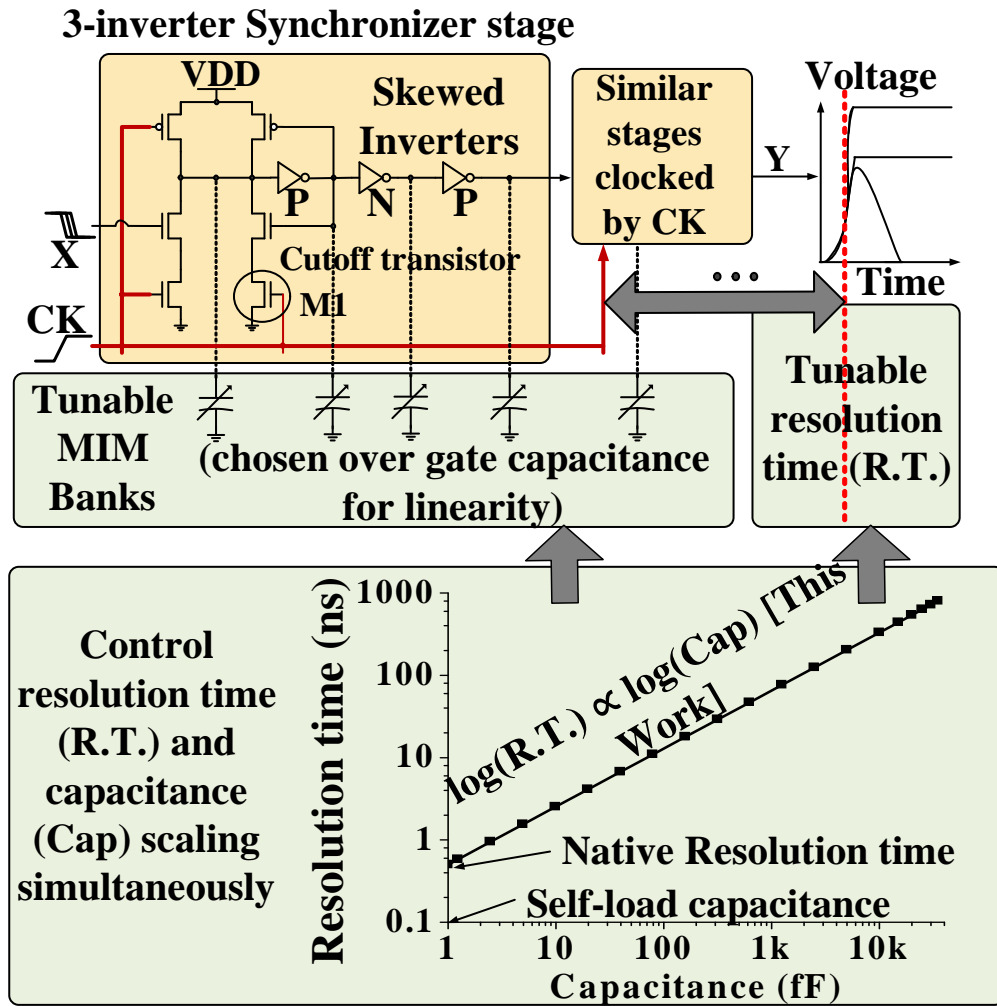 3-inverter Synchronizer stage
VDD
Skewed
Inverters
P
N
P
X
Cutoff transistor
M1
CK
Similar
stages
clocked
by CK
Y
Voltage
Time
Tunable
MIM
Banks
(chosen over gate capacitance
for linearity)
Tunable
resolution
time (R.T.)
Control
resolution time
(R.T.) and
capacitance
(Cap) scaling
simultaneously
Resolution time (ns)
1000
100
10
1
0.1
log(R.T.) ∝ log(Cap) [This
Work]
Native Resolution time
Self-load capacitance
1 10 100 1k 10k
Capacitance (fF)